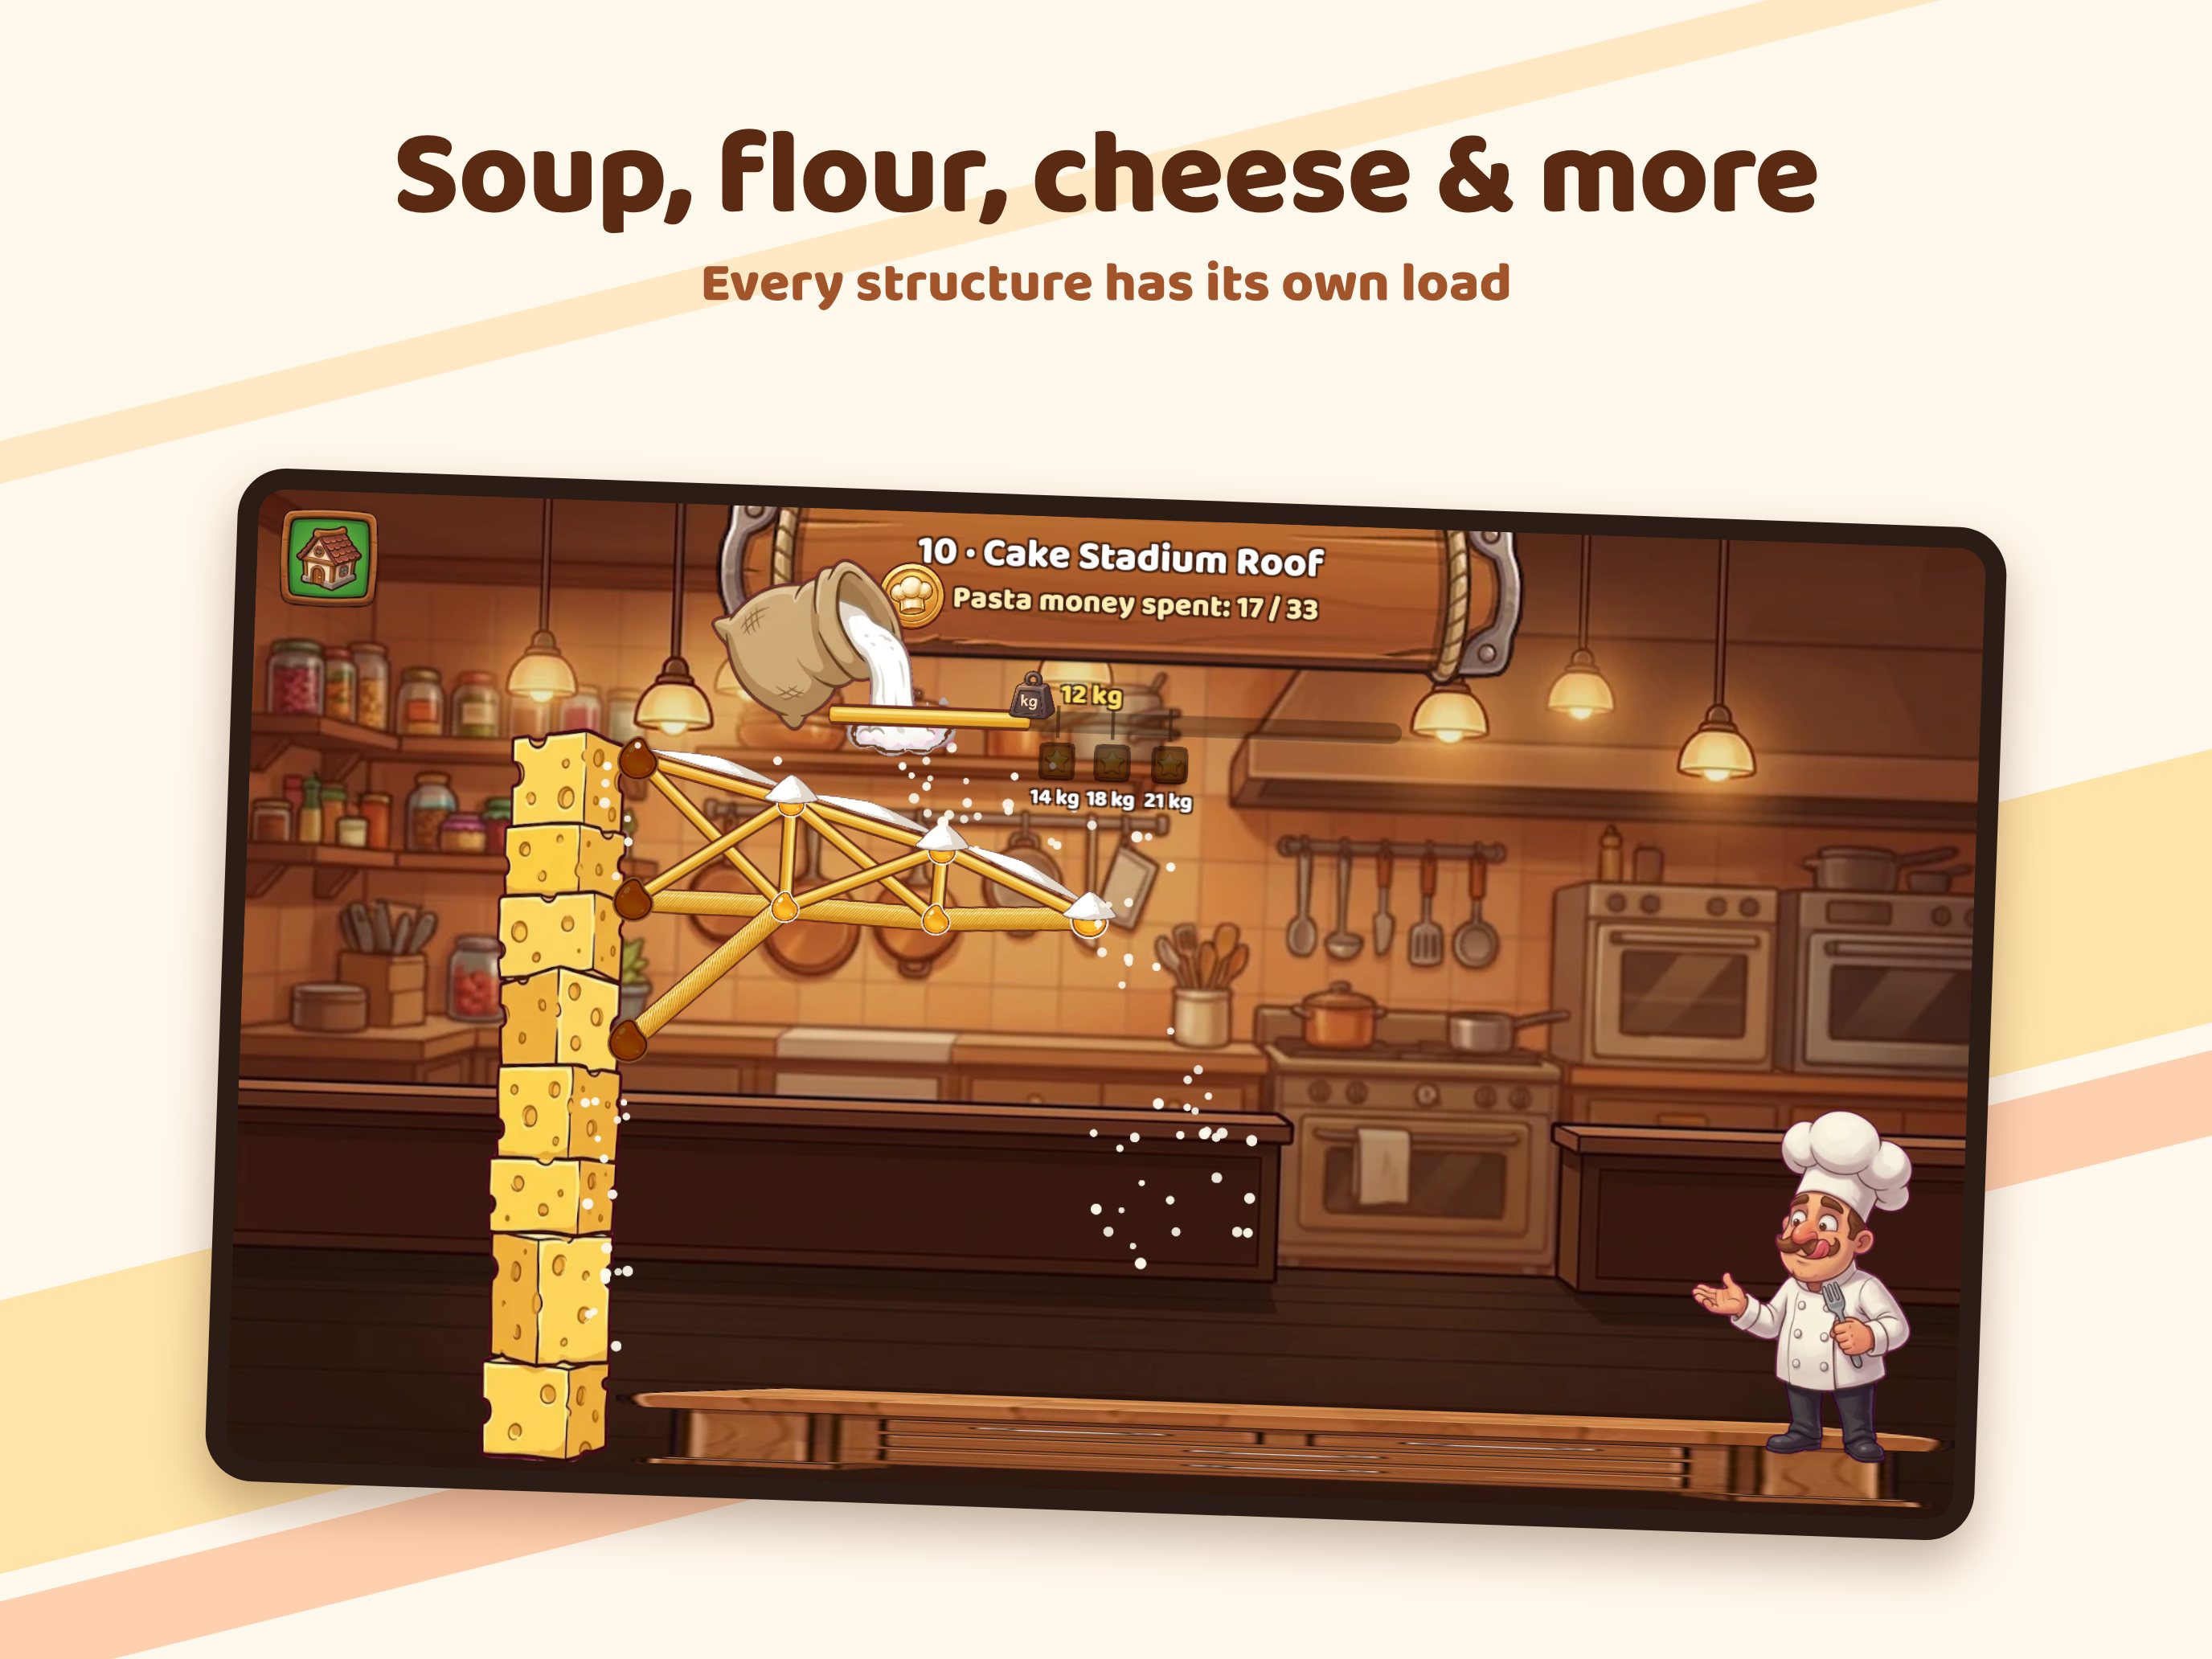 Soup, flour, cheese & more
Every structure has its own load
10 · Cake Stadium Roof
Pasta money spent: 17 / 33
kg
12 kg
14 kg 18 kg 21 kg